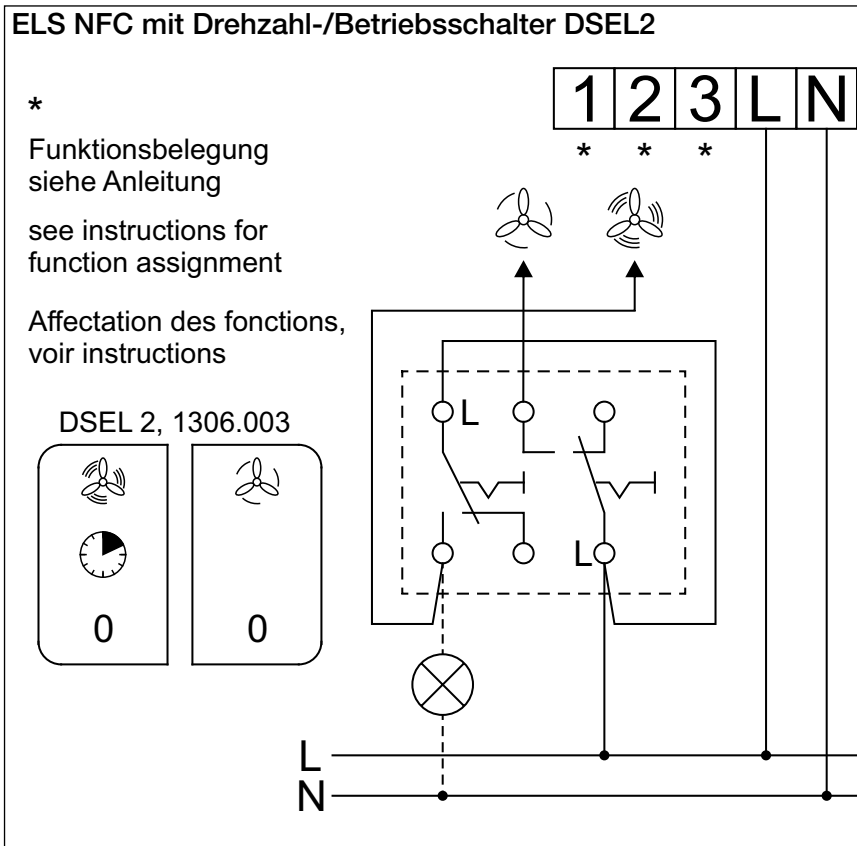 ELS NFC mit Drehzahl-/Betriebsschalter DSEL2
1 2 3 L N
* * *
*
Funktionsbelegung
siehe Anleitung
see instructions for
function assignment
Affectation des fonctions,
voir instructions
DSEL 2, 1306.003
0 0
L
L
L
N